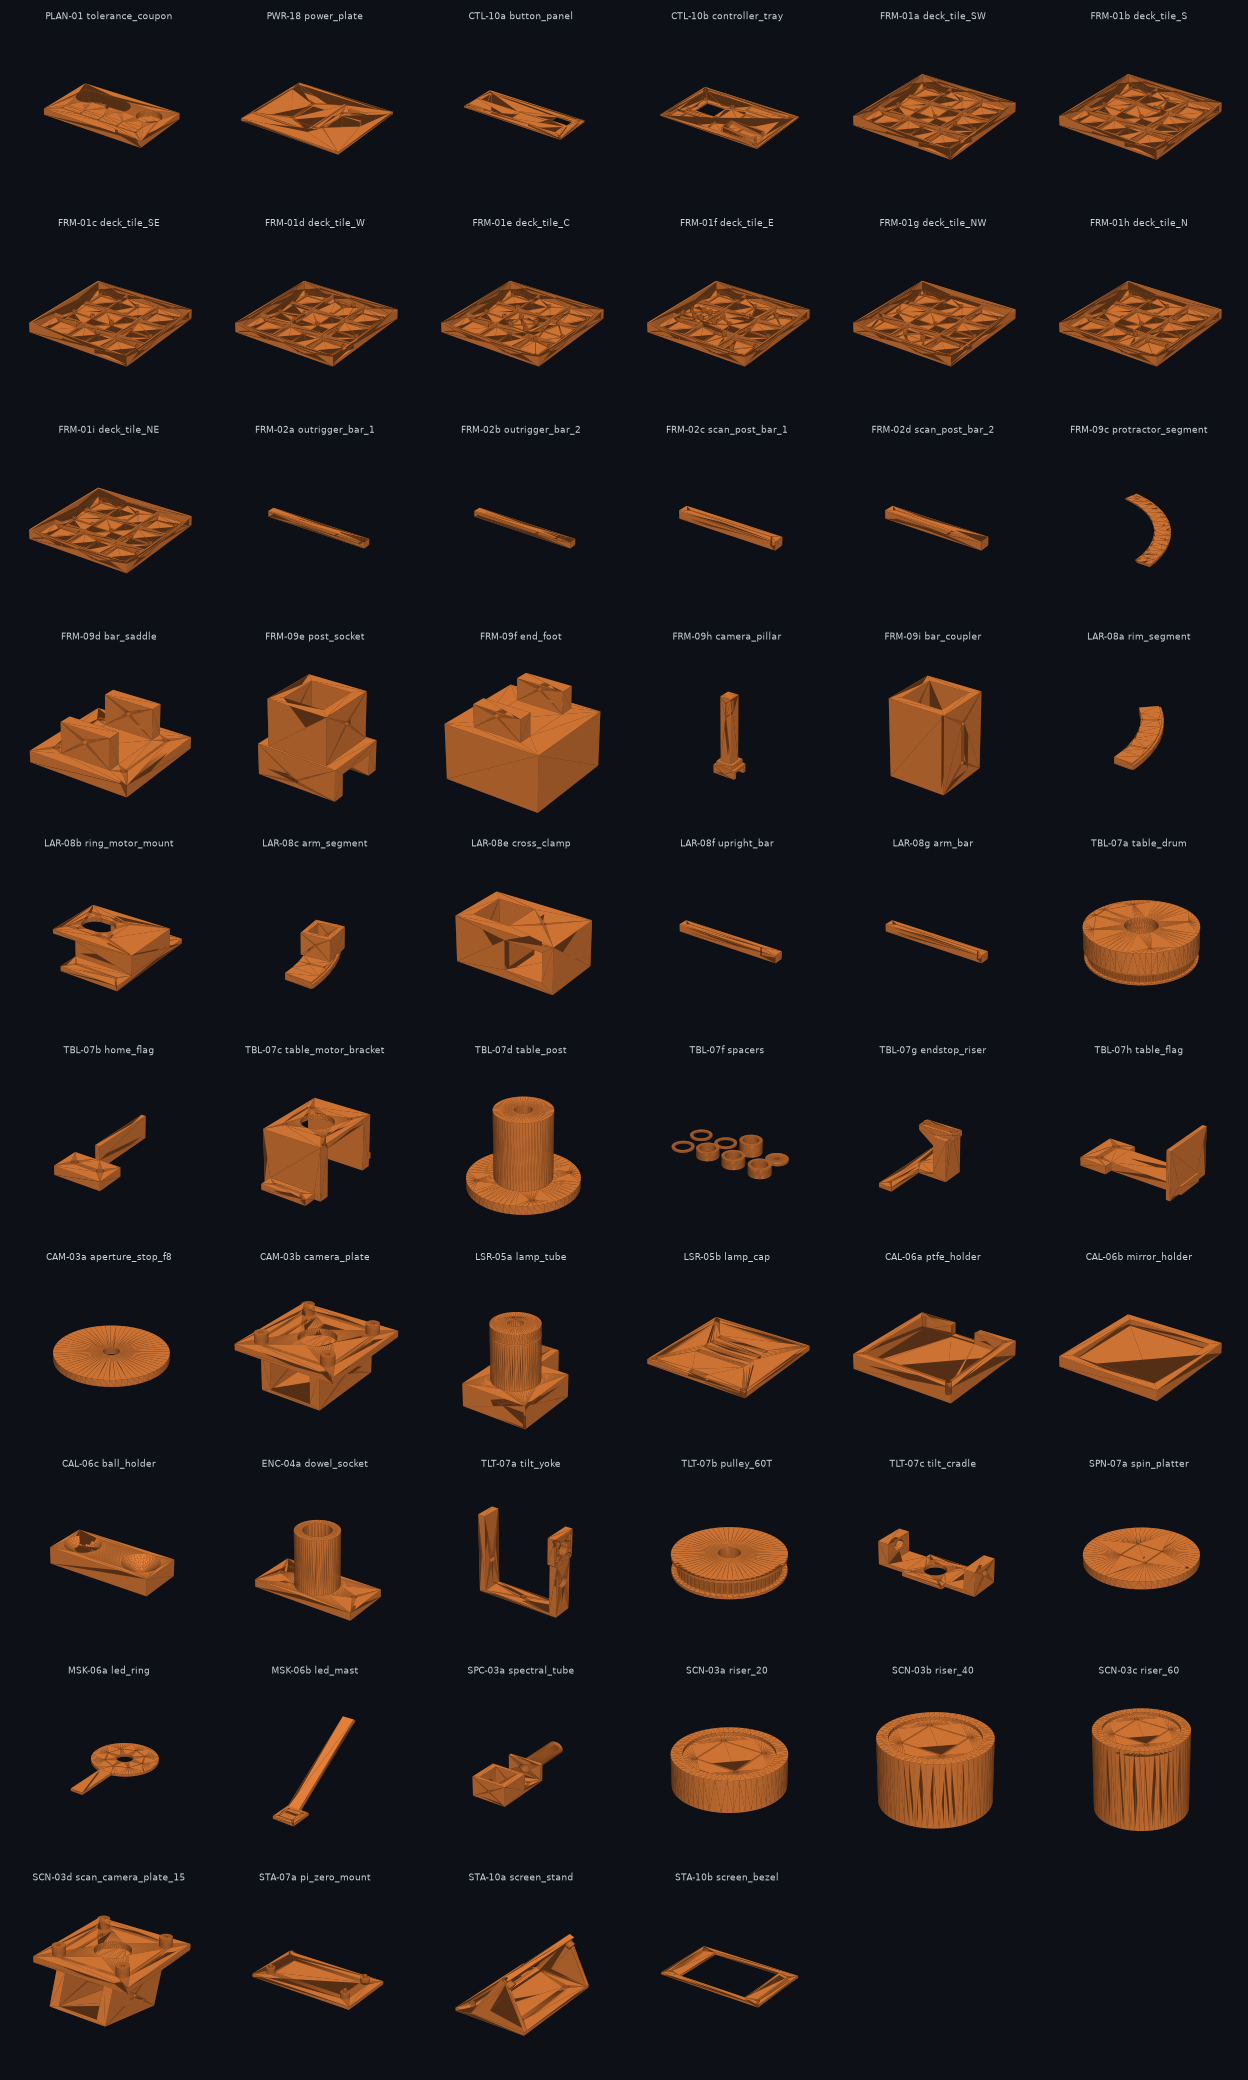 PLAN-01 tolerance_coupon
PWR-18 power_plate
CTL-10a button_panel
CTL-10b controller_tray
FRM-01a deck_tile_SW
FRM-01b deck_tile_S
FRM-01c deck_tile_SE
FRM-01d deck_tile_W
FRM-01e deck_tile_C
FRM-01f deck_tile_E
FRM-01g deck_tile_NW
FRM-01h deck_tile_N
FRM-01i deck_tile_NE
FRM-02a outrigger_bar_1
FRM-02b outrigger_bar_2
FRM-02c scan_post_bar_1
FRM-02d scan_post_bar_2
FRM-09c protractor_segment
FRM-09d bar_saddle
FRM-09e post_socket
FRM-09f end_foot
FRM-09h camera_pillar
FRM-09i bar_coupler
LAR-08a rim_segment
LAR-08b ring_motor_mount
LAR-08c arm_segment
LAR-08e cross_clamp
LAR-08f upright_bar
LAR-08g arm_bar
TBL-07a table_drum
TBL-07b home_flag
TBL-07c table_motor_bracket
TBL-07d table_post
TBL-07f spacers
TBL-07g endstop_riser
TBL-07h table_flag
CAM-03a aperture_stop_f8
CAM-03b camera_plate
LSR-05a lamp_tube
LSR-05b lamp_cap
CAL-06a ptfe_holder
CAL-06b mirror_holder
CAL-06c ball_holder
ENC-04a dowel_socket
TLT-07a tilt_yoke
TLT-07b pulley_60T
TLT-07c tilt_cradle
SPN-07a spin_platter
MSK-06a led_ring
MSK-06b led_mast
SPC-03a spectral_tube
SCN-03a riser_20
SCN-03b riser_40
SCN-03c riser_60
SCN-03d scan_camera_plate_15
STA-07a pi_zero_mount
STA-10a screen_stand
STA-10b screen_bezel